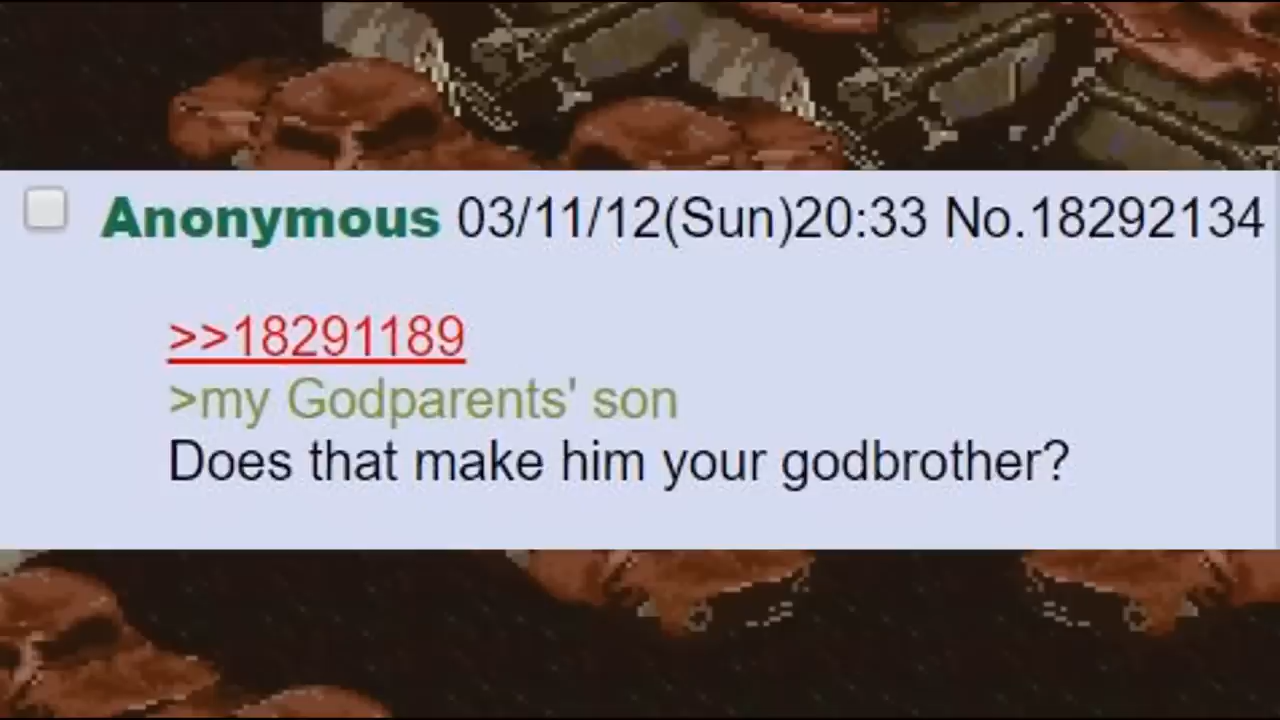 Anonymous 03/11/12(Sun)20:33 No.18292134
>>18291189
>my Godparents' son
Does that make him your godbrother?